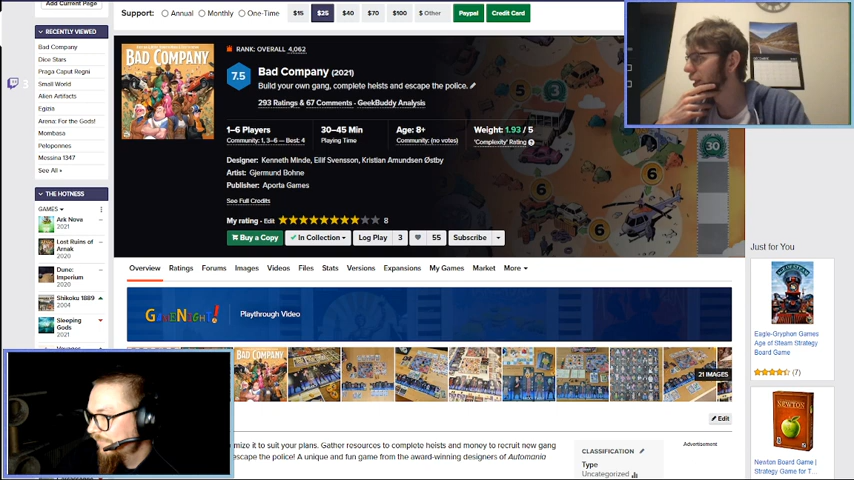 Add Current Page
Support: Annual Monthly One-Time $15 $25 $40 $70 $100 $ Other Paypal Credit Card
RECENTLY VIEWED
Bad Company
Dice Stars
Praga Caput Regni
Small World
Alien Artifacts
Egizia
Arena: For the Gods!
Mombasa
Peloponnes
Messina 1347
See All
THE HOTNESS
GAMES
Ark Nova
2021
Lost Ruins of
Arnak
2020
Dune:
Imperium
2020
Shikoku 1889
2004
Sleeping
Gods
2021
BAD COMPANY
RANK: OVERALL 4,062
7.5
Bad Company (2021)
Build your own gang, complete heists and escape the police.
293 Ratings & 67 Comments · GeekBuddy Analysis
1–6 Players
Community: 1, 3–6 — Best: 4
30–45 Min
Playing Time
Age: 8+
Community: (no votes)
Weight: 1.93 / 5
'Complexity' Rating
Designer: Kenneth Minde, Eilif Svensson, Kristian Amundsen Østby
Artist: Gjermund Bohne
Publisher: Aporta Games
See Full Credits
My rating · Edit 8
Buy a Copy In Collection Log Play 3 55 Subscribe
5
3
6
6
6
30
Overview Ratings Forums Images Videos Files Stats Versions Expansions My Games Market More
GAMENIGHT! Playthrough Video
BAD COMPANY
21 IMAGES
Edit
mize it to suit your plans. Gather resources to complete heists and money to recruit new gang
escape the police! A unique and fun game from the award-winning designers of Automania
CLASSIFICATION
Type
Uncategorized
Advertisement
Just for You
Eagle-Gryphon Games
Age of Steam Strategy
Board Game
(7)
NEWTON
Newton Board Game |
Strategy Game for T...